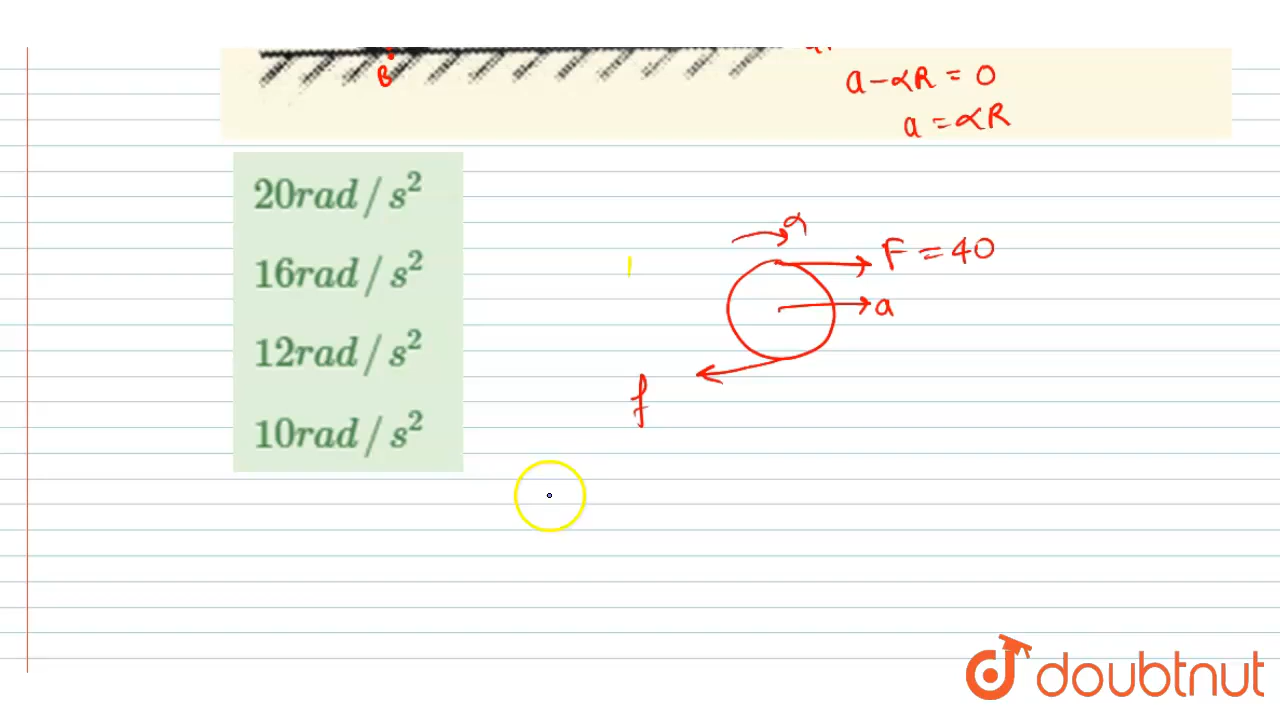 B
a-αR = 0
a = αR
20rad/s²
16rad/s²
12rad/s²
10rad/s²
α
F = 40
a
f
doubtnut